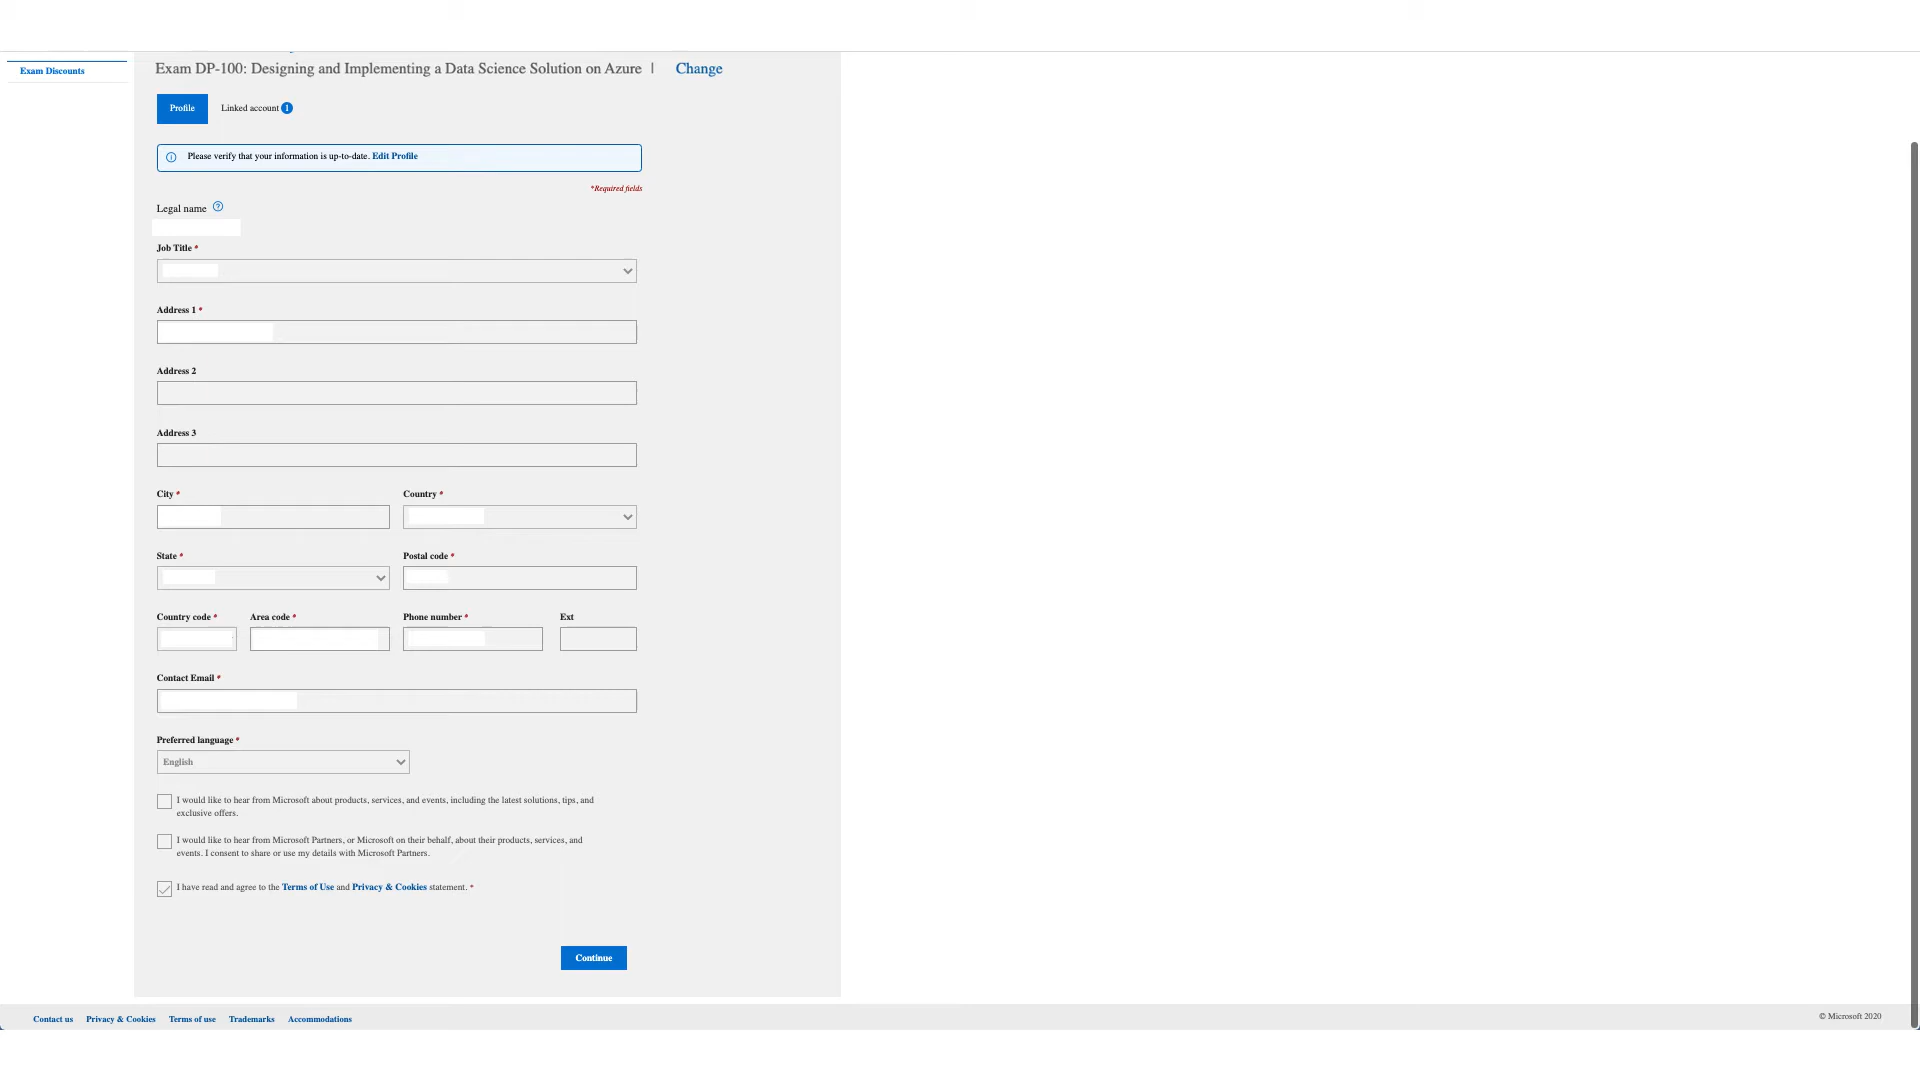 Exam Discounts
Exam DP-100: Designing and Implementing a Data Science Solution on Azure | Change
Profile Linked account i
Please verify that your information is up-to-date. Edit Profile
*Required fields
Legal name ?
Job Title *
Address 1 *
Address 2
Address 3
City * Country *
State * Postal code *
Country code * Area code * Phone number * Ext
Contact Email *
Preferred language *
English
I would like to hear from Microsoft about products, services, and events, including the latest solutions, tips, and
exclusive offers.
I would like to hear from Microsoft Partners, or Microsoft on their behalf, about their products, services, and
events. I consent to share or use my details with Microsoft Partners.
I have read and agree to the Terms of Use and Privacy & Cookies statement. *
Continue
Contact us Privacy & Cookies Terms of use Trademarks Accommodations © Microsoft 2020